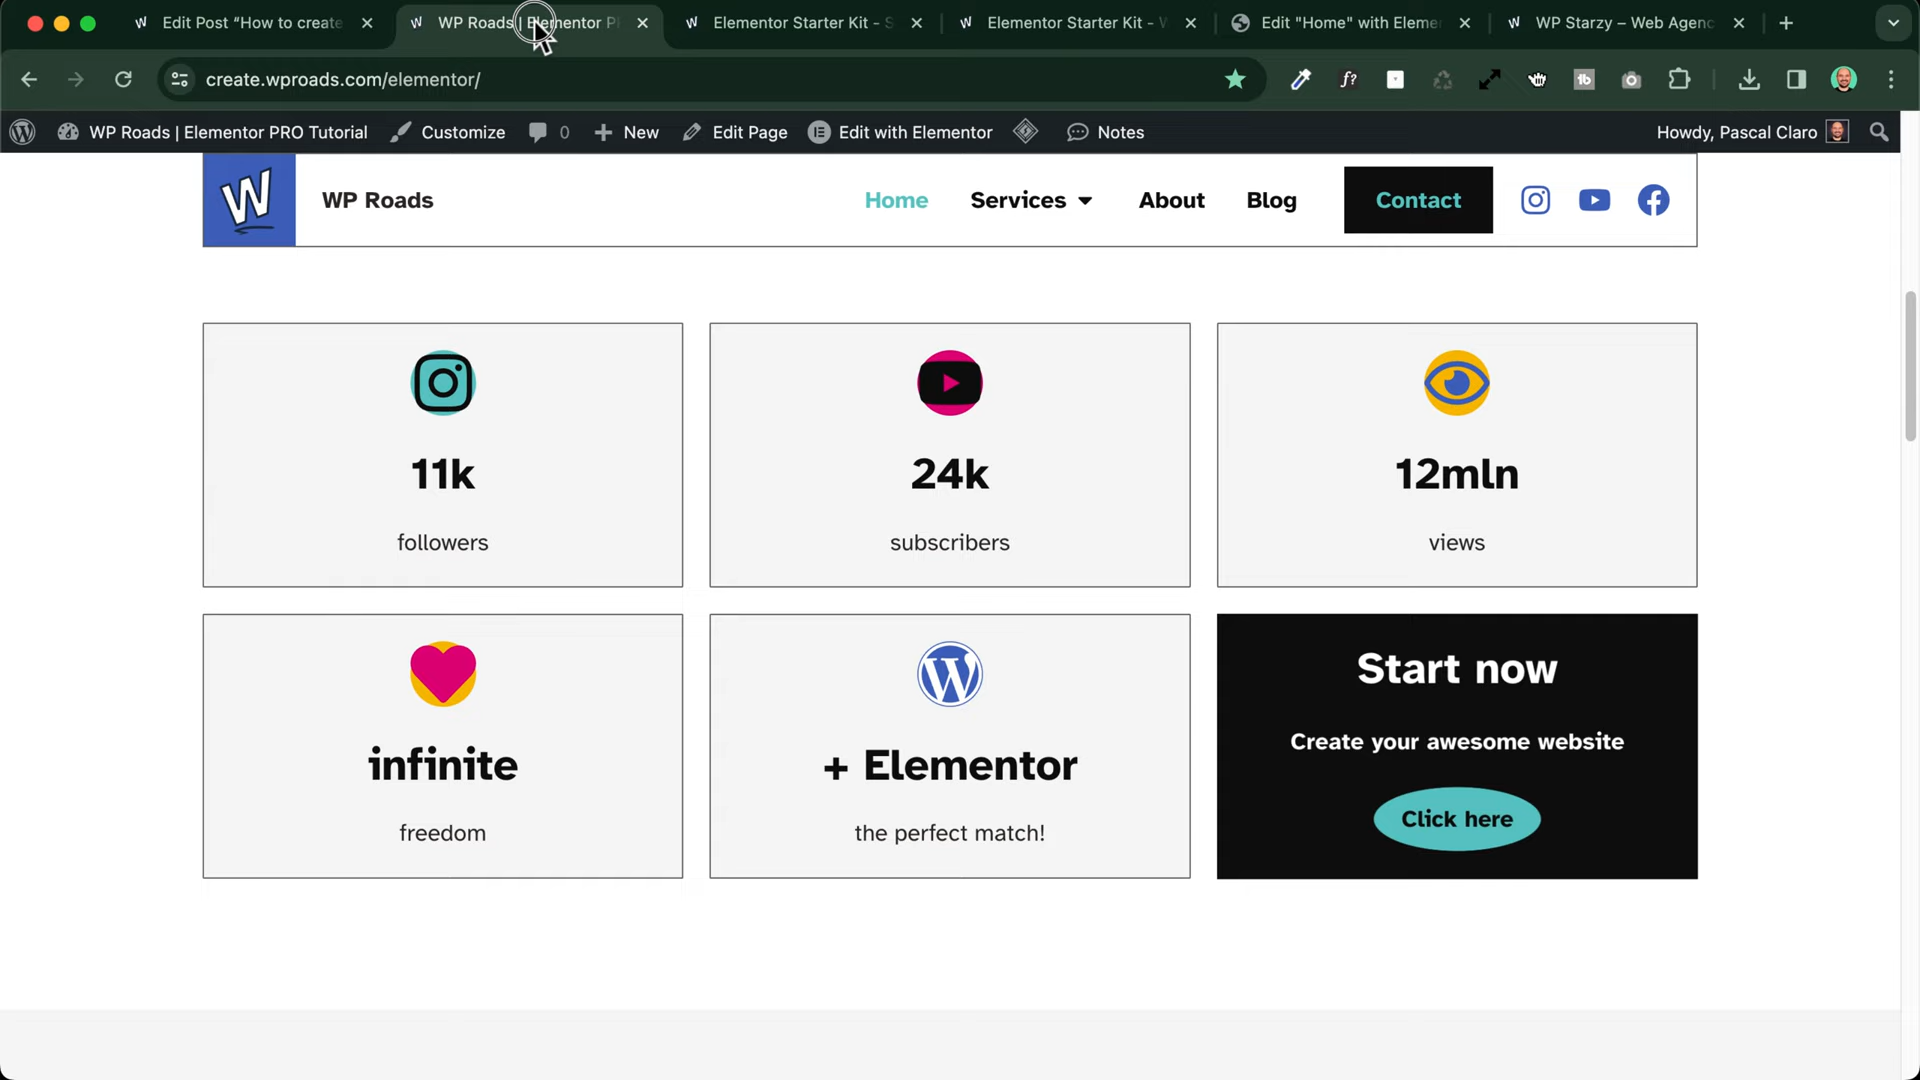 Edit Post “How to create
WP Roads | Elementor P
Elementor Starter Kit - S
Elementor Starter Kit - W
Edit "Home" with Eleme
WP Starzy – Web Agenc
create.wproads.com/elementor/
f?
tb
WP Roads | Elementor PRO Tutorial
Customize
0
New
Edit Page
Edit with Elementor
Notes
Howdy, Pascal Claro
W
WP Roads
Home
Services
About
Blog
Contact
11k
followers
24k
subscribers
12mln
views
infinite
freedom
+ Elementor
the perfect match!
Start now
Create your awesome website
Click here